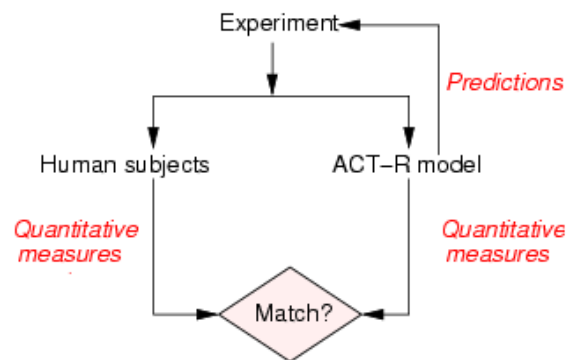 Experiment
Predictions
Human subjects
ACT-R model
Quantitative
measures
Quantitative
measures
Match?